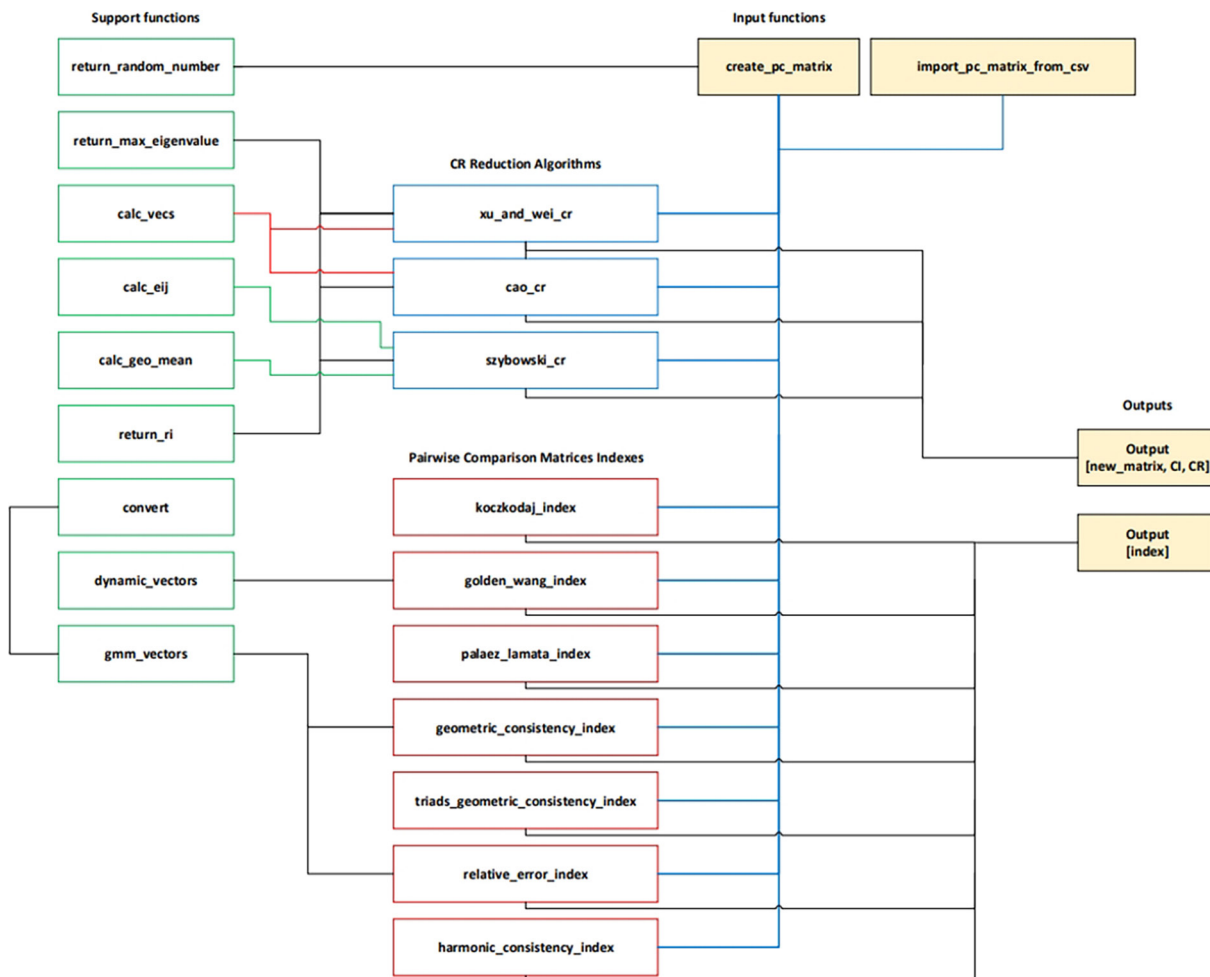 Support functions
Input functions
return_random_number
create_pc_matrix
import_pc_matrix_from_csv
return_max_eigenvalue
CR Reduction Algorithms
calc_vecs
xu_and_wei_cr
calc_eij
cao_cr
calc_geo_mean
szybowski_cr
return_ri
Outputs
Output
[new_matrix, CI, CR]
Pairwise Comparison Matrices Indexes
convert
koczkodaj_index
Output
[index]
dynamic_vectors
golden_wang_index
gmm_vectors
palaez_lamata_index
geometric_consistency_index
triads_geometric_consistency_index
relative_error_index
harmonic_consistency_index